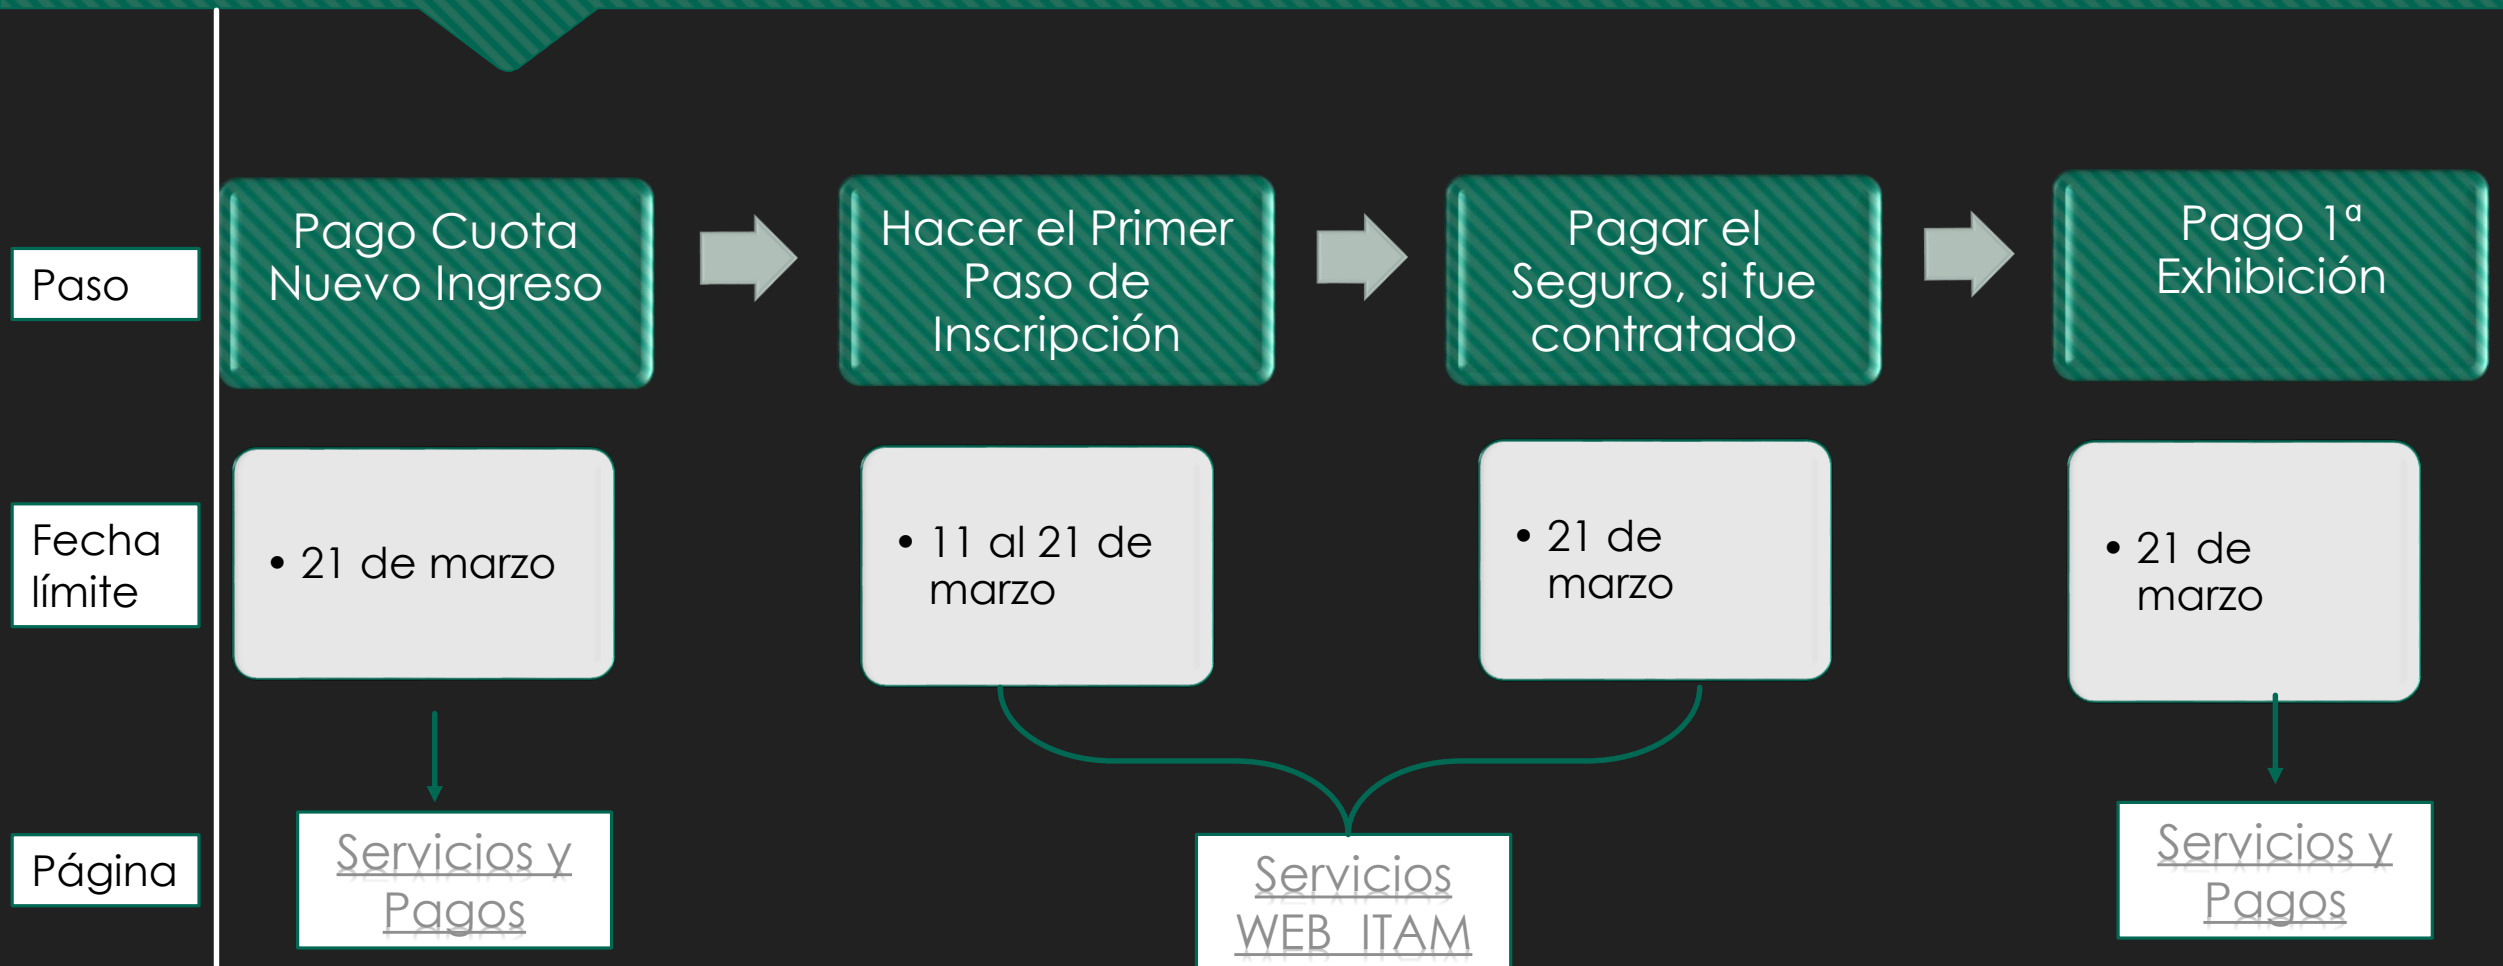 Paso
Pago Cuota
Nuevo Ingreso
Hacer el Primer
Paso de
Inscripción
Pagar el
Seguro, si fue
contratado
Pago 1ª
Exhibición
Fecha
límite
• 21 de marzo
• 11 al 21 de
marzo
• 21 de
marzo
• 21 de
marzo
Página
Servicios y
Pagos
Servicios
WEB ITAM
Servicios y
Pagos